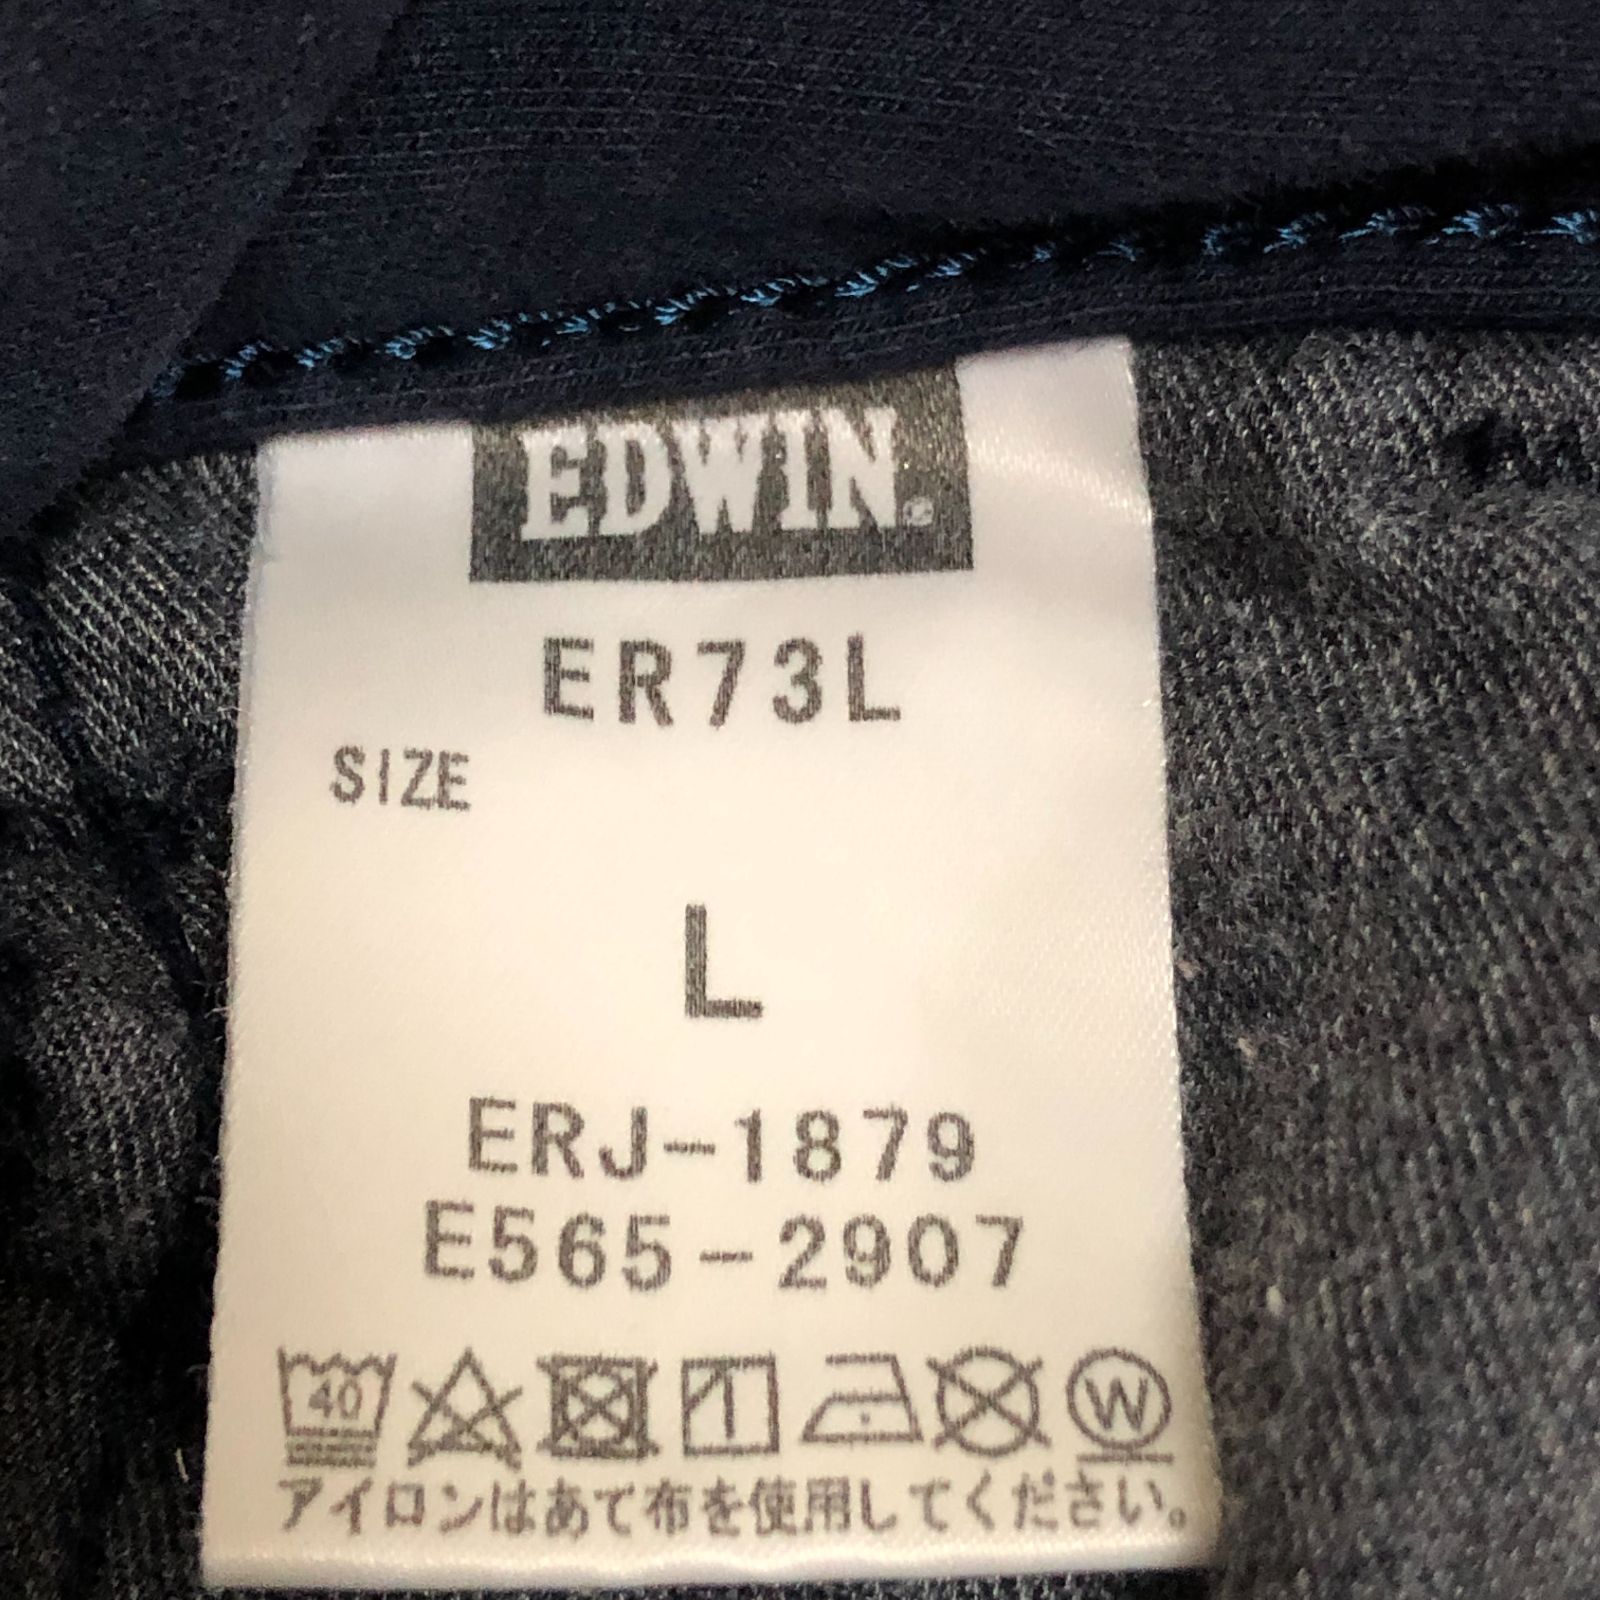 EDWIN®
ER73L
SIZE
L
ERJ-1879
E565-2907
40 W
アイロンはあて布を使用してください。